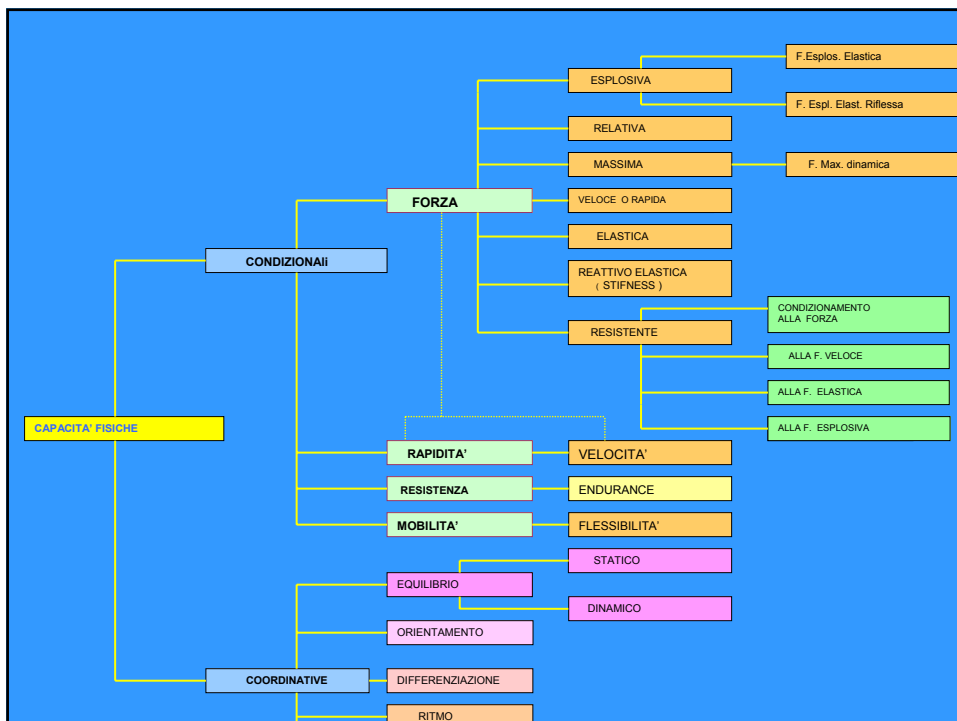 F.Esplos. Elastica
ESPLOSIVA
F. Espl. Elast. Riflessa
RELATIVA
MASSIMA
F. Max. dinamica
FORZA
VELOCE O RAPIDA
ELASTICA
CONDIZIONAli
REATTIVO ELASTICA
( STIFNESS )
CONDIZIONAMENTO
ALLA FORZA
RESISTENTE
ALLA F. VELOCE
ALLA F. ELASTICA
CAPACITA' FISICHE
ALLA F. ESPLOSIVA
RAPIDITA'
VELOCITA'
RESISTENZA
ENDURANCE
MOBILITA'
FLESSIBILITA'
STATICO
EQUILIBRIO
DINAMICO
ORIENTAMENTO
COORDINATIVE
DIFFERENZIAZIONE
RITMO